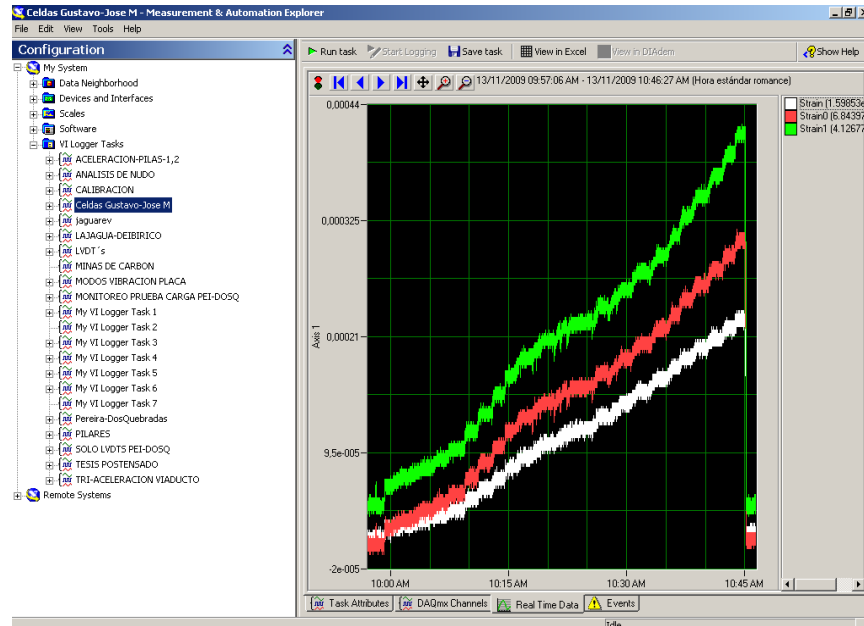 Celdas Gustavo-Jose M - Measurement & Automation Explorer
File Edit View Tools Help
Configuration
Run task Start Logging Save task View in Excel View in DIAdem Show Help
My System
Data Neighborhood
Devices and Interfaces
Scales
Software
VI Logger Tasks
ACELERACION-PILA5-1,2
ANALISIS DE NUDO
CALIBRACION
Celdas Gustavo-Jose M
jaguarev
LAJAGUA-DEIBIRICO
LVDT´s
MINAS DE CARBON
MODOS VIBRACION PLACA
MONITOREO PRUEBA CARGA PEI-DOSQ
My VI Logger Task 1
My VI Logger Task 2
My VI Logger Task 3
My VI Logger Task 4
My VI Logger Task 5
My VI Logger Task 6
My VI Logger Task 7
Pereira-DosQuebradas
PILARES
SOLO LVDTS PEI-DOSQ
TESIS POSTENSADO
TRI-ACELERACION VIADUCTO
Remote Systems
13/11/2009 09:57:06 AM - 13/11/2009 10:46:27 AM (Hora estándar romance)
0,00044
0,000325
0,00021
9,5e-005
-2e-005
Axis 1
10:00 AM 10:15 AM 10:30 AM 10:45 AM
Strain (1.59853e
Strain0 (6.84397
Strain1 (4.12677
Task Attributes DAQmx Channels Real Time Data Events
Idle